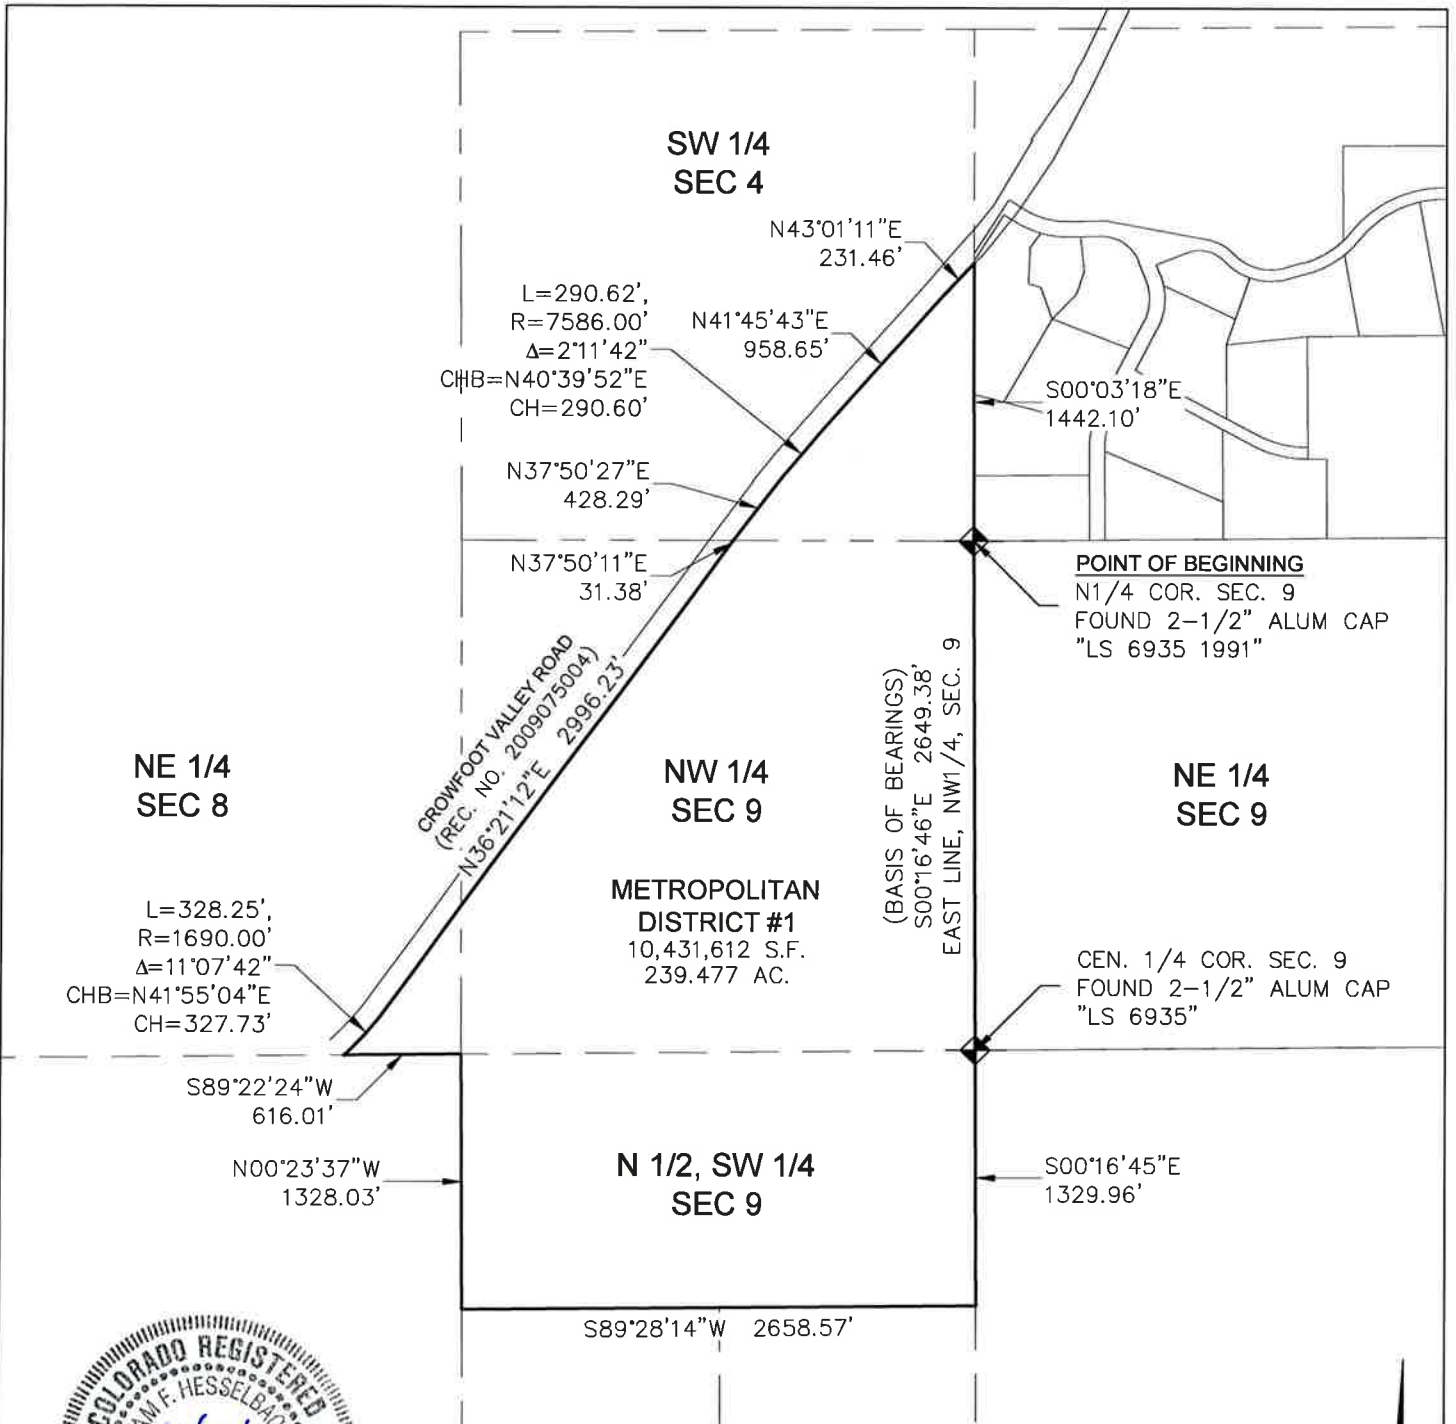 SW 1/4
SEC 4
N43°01'11"E
231.46'
L=290.62',
R=7586.00'
Δ=2°11'42"
CHB=N40°39'52"E
CH=290.60'
N41°45'43"E
958.65'
S00°03'18"E
1442.10'
N37°50'27"E
428.29'
N37°50'11"E
31.38'
POINT OF BEGINNING
N1/4 COR. SEC. 9
FOUND 2-1/2" ALUM CAP
"LS 6935 1991"
CROWFOOT VALLEY ROAD
(REC. NO. 2009075004)
N36°21'12"E 2996.23'
(BASIS OF BEARINGS)
S00°16'46"E 2649.38'
EAST LINE, NW1/4, SEC. 9
NE 1/4
SEC 8
NW 1/4
SEC 9
NE 1/4
SEC 9
METROPOLITAN
DISTRICT #1
10,431,612 S.F.
239.477 AC.
L=328.25',
R=1690.00'
Δ=11°07'42"
CHB=N41°55'04"E
CH=327.73'
CEN. 1/4 COR. SEC. 9
FOUND 2-1/2" ALUM CAP
"LS 6935"
S89°22'24"W
616.01'
N00°23'37"W
1328.03'
N 1/2, SW 1/4
SEC 9
S00°16'45"E
1329.96'
S89°28'14"W 2658.57'
COLORADO REGISTERED
F. HESSELBAC